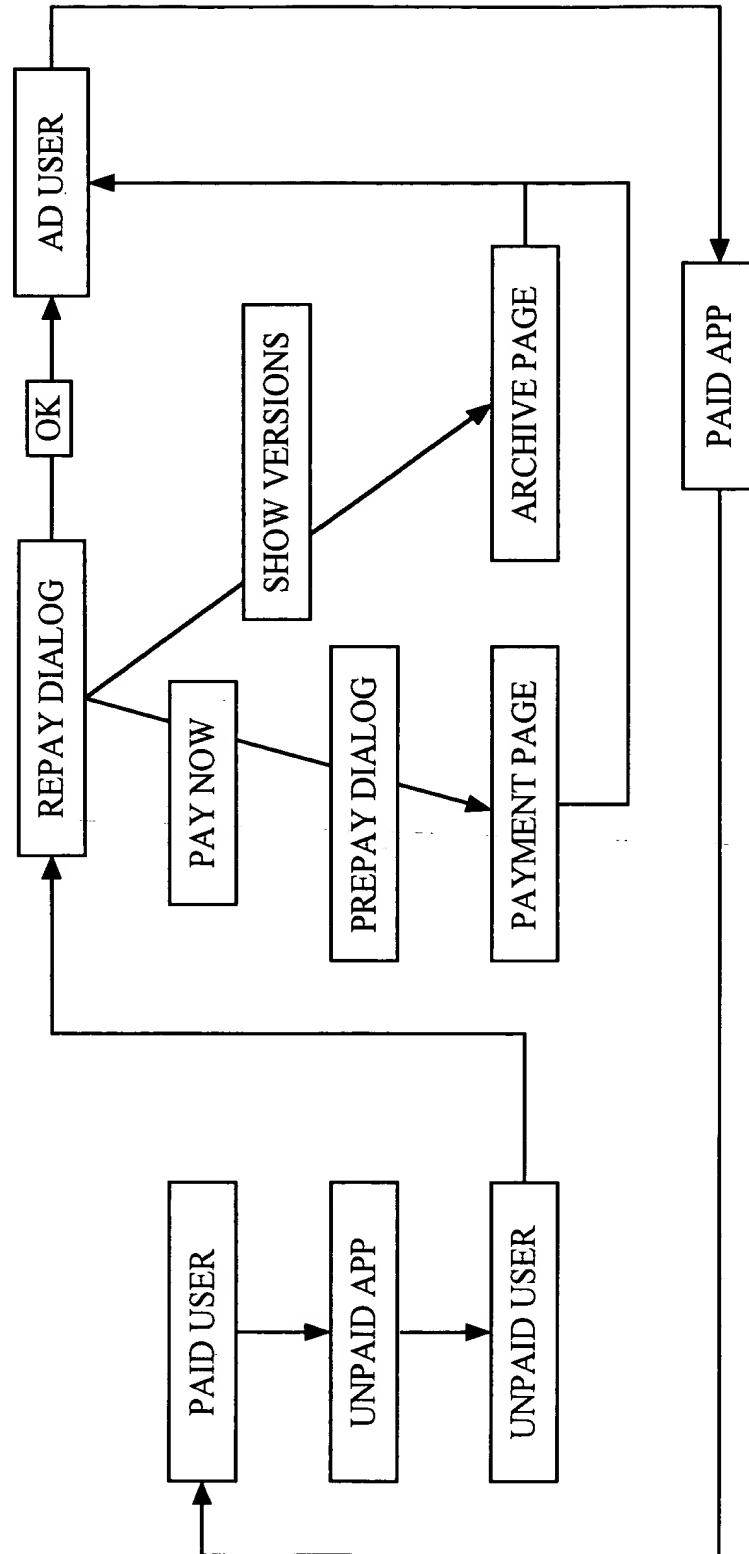 REPAY DIALOG
OK
AD USER
PAID USER
PAY NOW
SHOW VERSIONS
UNPAID APP
PREPAY DIALOG
UNPAID USER
PAYMENT PAGE
ARCHIVE PAGE
PAID APP